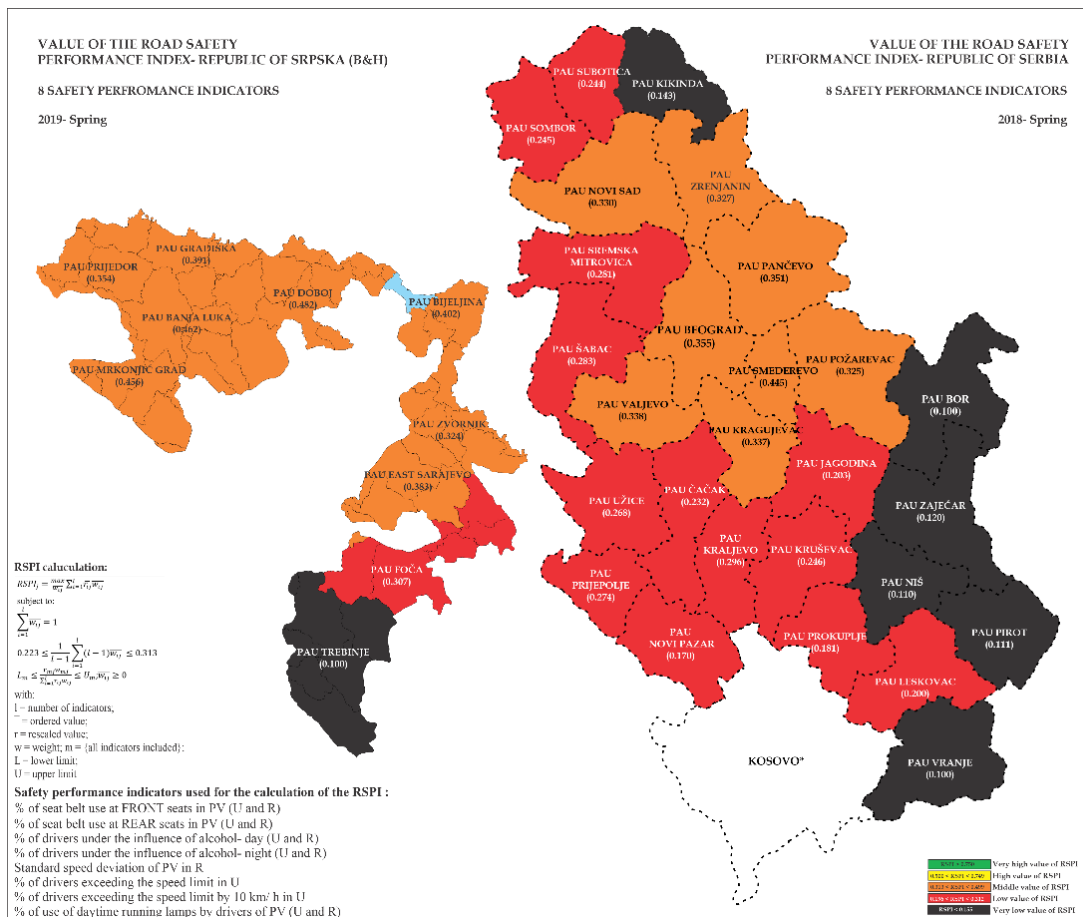 VALUE OF THE ROAD SAFETY
PERFORMANCE INDEX- REPUBLIC OF SRPSKA (B&H)
8 SAFETY PERFROMANCE INDICATORS
2019- Spring
VALUE OF THE ROAD SAFETY
PERFORMANCE INDEX- REPUBLIC OF SERBIA
8 SAFETY PERFORMANCE INDICATORS
2018- Spring
PAU SUBOTICA
(0.244)
PAU KIKINDA
(0.143)
PAU SOMBOR
(0.245)
PAU NOVI SAD
(0.330)
PAU
ZRENJANIN
(0.327)
PAU SREMSKA
MITROVICA
(0.281)
PAU PANČEVO
(0.351)
PAU BEOGRAD
(0.355)
PAU ŠABAC
(0.283)
PAU SMEDEREVO
(0.445)
PAU POŽAREVAC
(0.325)
PAU VALJEVO
(0.338)
PAU KRAGUJEVAC
(0.337)
PAU BOR
(0.100)
PAU JAGODINA
(0.203)
PAU UŽICE
(0.268)
PAU ČAČAK
(0.232)
PAU ZAJEČAR
(0.120)
PAU
KRALJEVO
(0.296)
PAU KRUŠEVAC
(0.246)
PAU
PRIJEPOLJE
(0.274)
PAU NIŠ
(0.110)
PAU
NOVI PAZAR
(0.170)
PAU PROKUPLJE
(0.181)
PAU PIROT
(0.111)
PAU LESKOVAC
(0.200)
PAU VRANJE
(0.100)
KOSOVO*
PAU GRADIŠKA
(0.391)
PAU PRIJEDOR
(0.354)
PAU DOBOJ
(0.482)
PAU BIJELJINA
(0.402)
PAU BANJA LUKA
(0.462)
PAU MRKONJIĆ GRAD
(0.456)
PAU ZVORNIK
(0.324)
PAU EAST SARAJEVO
(0.383)
PAU FOČA
(0.307)
PAU TREBINJE
(0.100)
RSPI caluculation:
subject to:
with:
l = number of indicators;
¯ = ordered value;
r = rescaled value;
w = weight; m = {all indicators included};
L = lower limit;
U = upper limit
Safety performance indicators used for the calculation of the RSPI :
% of seat belt use at FRONT seats in PV (U and R)
% of seat belt use at REAR seats in PV (U and R)
% of drivers under the influence of alcohol- day (U and R)
% of drivers under the influence of alcohol- night (U and R)
Standard speed deviation of PV in R
% of drivers exceeding the speed limit in U
% of drivers exceeding the speed limit by 10 km/ h in U
% of use of daytime running lamps by drivers of PV (U and R)
Very high value of RSPI
High value of RSPI
Middle value of RSPI
Low value of RSPI
Very low value of RSPI